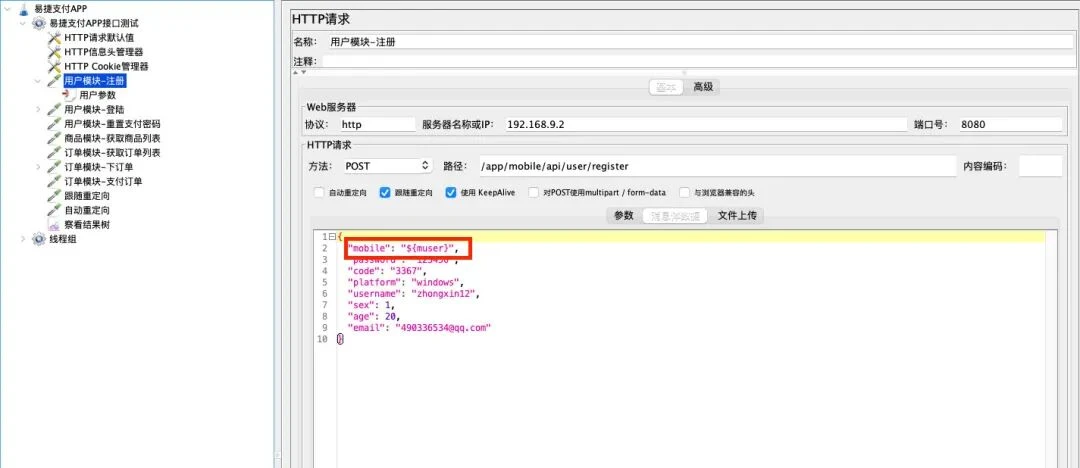 易捷支付APP
易捷支付APP接口测试
HTTP请求默认值
HTTP信息头管理器
HTTP Cookie管理器
用户模块-注册
用户参数
用户模块-登陆
用户模块-重置支付密码
商品模块-获取商品列表
订单模块-获取订单列表
订单模块-下订单
订单模块-支付订单
跟随重定向
自动重定向
察看结果树
线程组
HTTP请求
名称: 用户模块-注册
注释:
基本 高级
Web服务器
协议: http 服务器名称或IP: 192.168.9.2 端口号: 8080
HTTP请求
方法: POST 路径: /app/mobile/api/user/register 内容编码:
自动重定向 跟随重定向 使用 KeepAlive 对POST使用multipart / form-data 与浏览器兼容的头
参数 消息体数据 文件上传
1 {
2 "mobile": "${muser}",
3 "password": "123456",
4 "code": "3367",
5 "platform": "windows",
6 "username": "zhongxin12",
7 "sex": 1,
8 "age": 20,
9 "email": "490336534@qq.com"
10 }